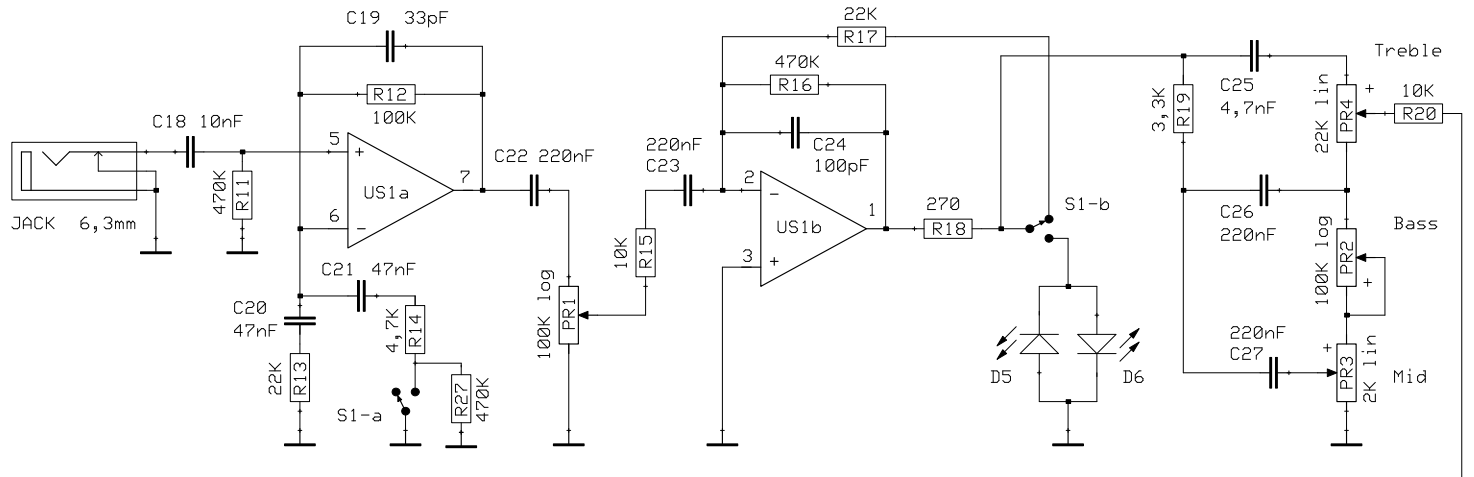 C19 33pF
R12
100K
C18 10nF
JACK 6,3mm
470K
R11
5
+
6
-
US1a
7
C20
47nF
C21 47nF
22K
R13
4,7K
R14
S1-a
R27
470K
C22 220nF
100K log
PR1
10K
R15
220nF
C23
22K
R17
470K
R16
C24
100pF
2
-
3
+
US1b
1
270
R18
S1-b
D5
D6
3,3K
R19
C25
4,7nF
Treble
22K lin
PR4
+
10K
R20
C26
220nF
Bass
100K log
PR2
+
220nF
C27
+
PR3
2K lin
Mid